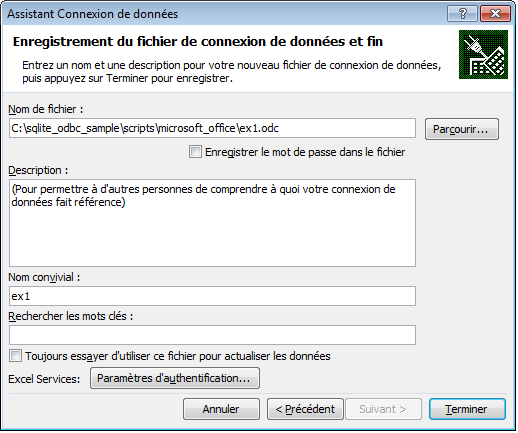 Assistant Connexion de données
Enregistrement du fichier de connexion de données et fin
Entrez un nom et une description pour votre nouveau fichier de connexion de données,
puis appuyez sur Terminer pour enregistrer.
Nom de fichier :
C:\sqlite_odbc_sample\scripts\microsoft_office\ex1.odc
Parcourir...
Enregistrer le mot de passe dans le fichier
Description :
(Pour permettre à d'autres personnes de comprendre à quoi votre connexion de
données fait référence)
Nom convivial :
ex1
Rechercher les mots clés :
Toujours essayer d'utiliser ce fichier pour actualiser les données
Excel Services: Paramètres d'authentification...
Annuler < Précédent Suivant > Terminer